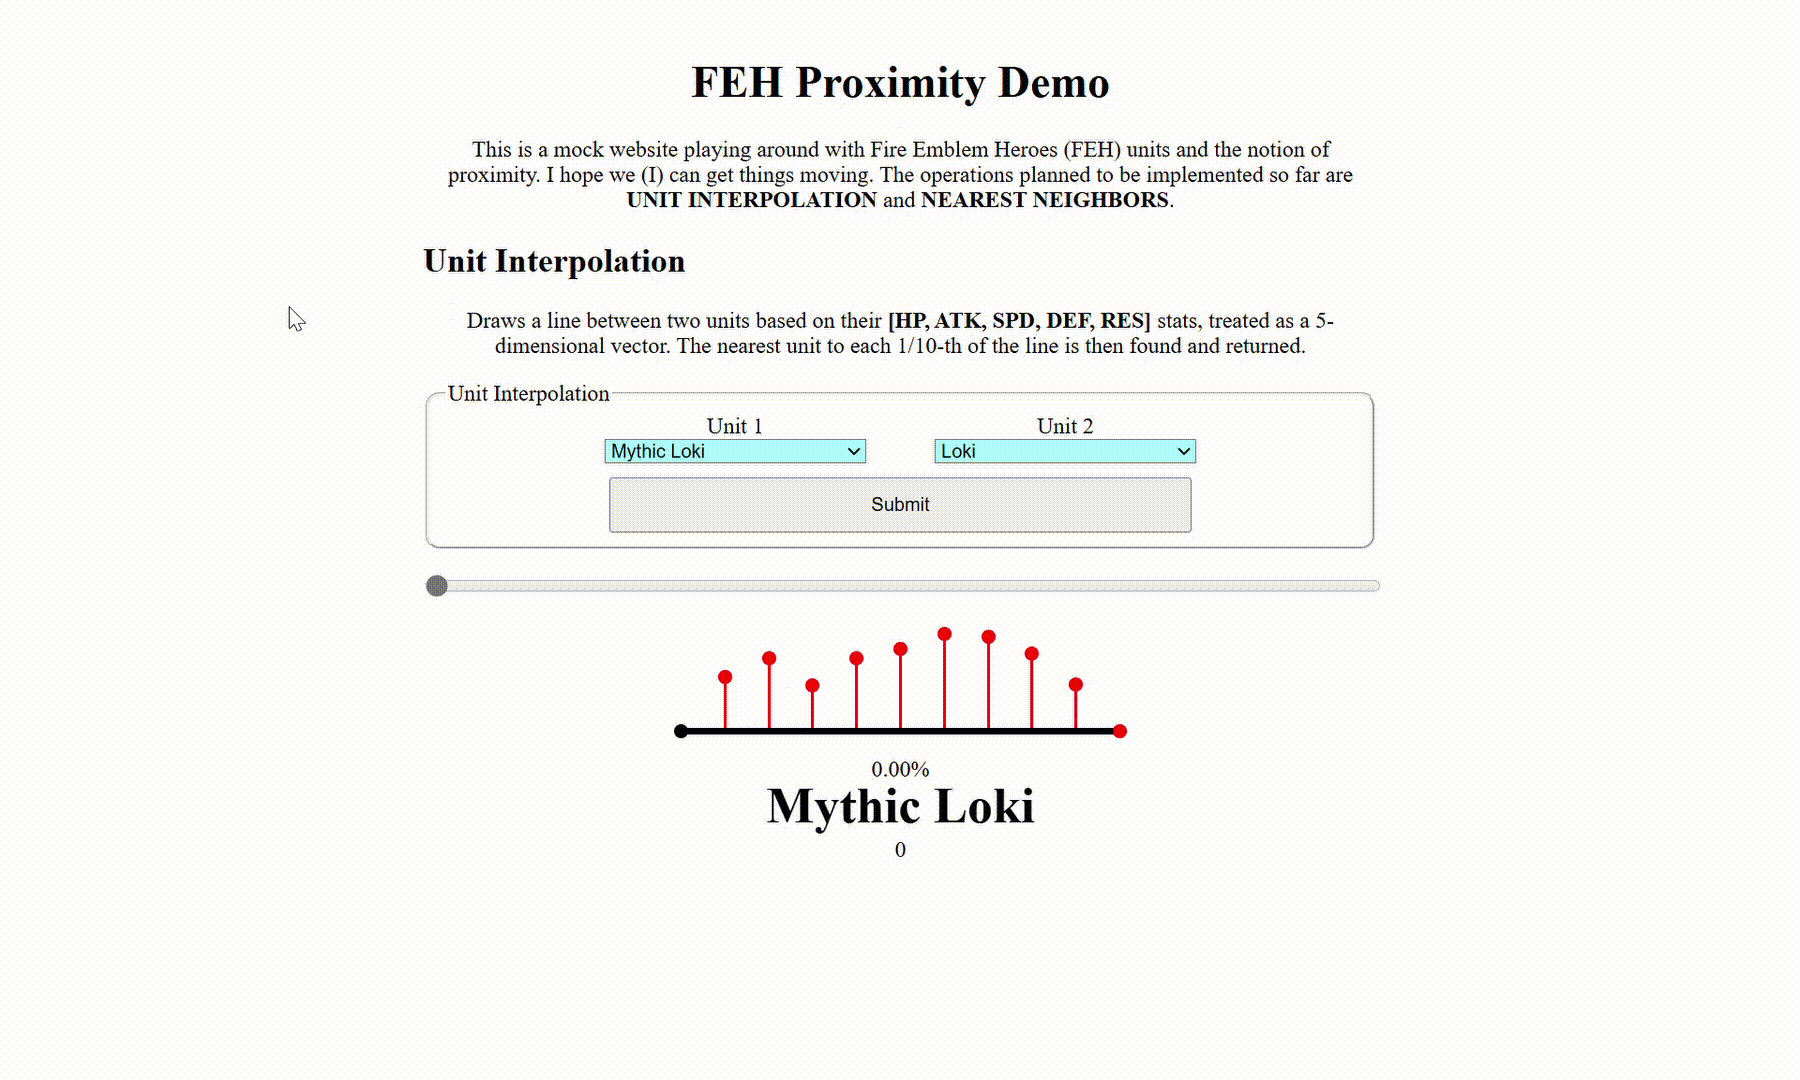 FEH Proximity Demo
This is a mock website playing around with Fire Emblem Heroes (FEH) units and the notion of
proximity. I hope we (I) can get things moving. The operations planned to be implemented so far are
UNIT INTERPOLATION and NEAREST NEIGHBORS.
Unit Interpolation
Draws a line between two units based on their [HP, ATK, SPD, DEF, RES] stats, treated as a 5-
dimensional vector. The nearest unit to each 1/10-th of the line is then found and returned.
Unit Interpolation
Unit 1 Unit 2
Mythic Loki Loki
Submit
0.00%
Mythic Loki
0